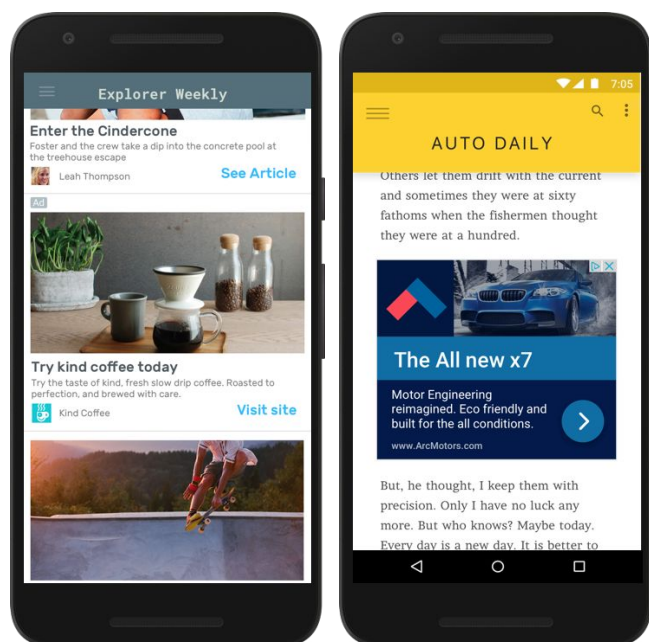 Explorer Weekly
Enter the Cindercone
Foster and the crew take a dip into the concrete pool at
the treehouse escape
Leah Thompson
See Article
Ad
Try kind coffee today
Try the taste of kind, fresh slow drip coffee. Roasted to
perfection, and brewed with care.
Kind Coffee
Visit site
7:05
AUTO DAILY
Others let them drift with the current
and sometimes they were at sixty
fathoms when the fishermen thought
they were at a hundred.
The All new x7
Motor Engineering
reimagined. Eco friendly and
built for the all conditions.
www.ArcMotors.com
But, he thought, I keep them with
precision. Only I have no luck any
more. But who knows? Maybe today.
Every day is a new day. It is better to